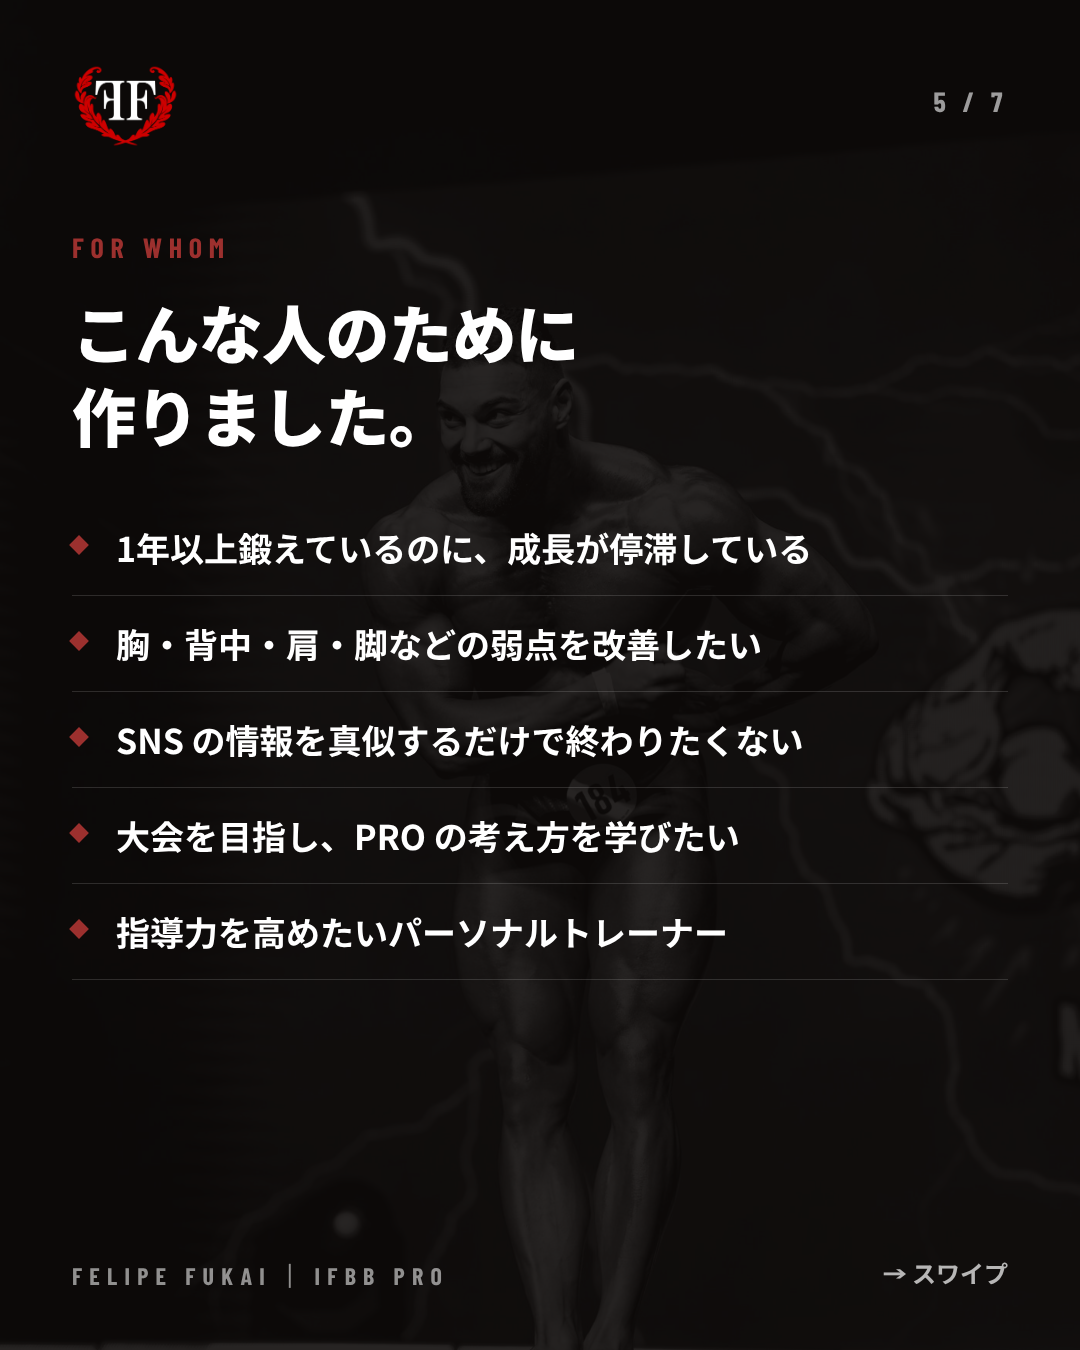 FF
5 / 7
FOR WHOM
こんな人のために
作りました。
1年以上鍛えているのに、成長が停滞している
胸・背中・肩・脚などの弱点を改善したい
SNS の情報を真似するだけで終わりたくない
184
大会を目指し、PRO の考え方を学びたい
指導力を高めたいパーソナルトレーナー
FELIPE FUKAI | IFBB PRO
→ スワイプ